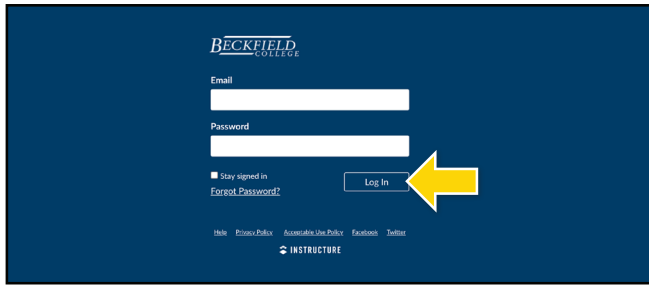 BECKFIELD
COLLEGE
Email
Password
Stay signed in
Forgot Password?
Log In
Help Privacy Policy Acceptable Use Policy Facebook Twitter
INSTRUCTURE